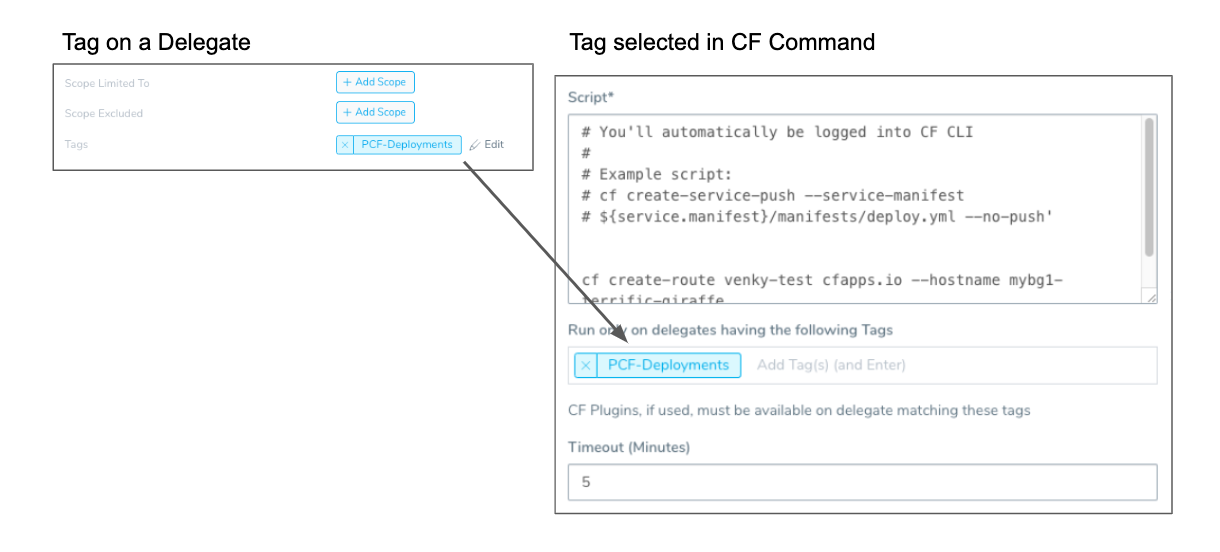 Tag on a Delegate
Scope Limited To
+ Add Scope
Scope Excluded
+ Add Scope
Tags
× PCF-Deployments
Edit
Tag selected in CF Command
Script*
# You'll automatically be logged into CF CLI
#
# Example script:
# cf create-service-push --service-manifest
# ${service.manifest}/manifests/deploy.yml --no-push'
cf create-route venky-test cfapps.io --hostname mybg1-
terrific-giraffe
Run only on delegates having the following Tags
× PCF-Deployments
Add Tag(s) (and Enter)
CF Plugins, if used, must be available on delegate matching these tags
Timeout (Minutes)
5